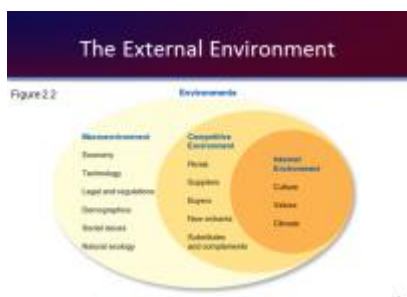 The External Environment
Figure 2.2
Environments
Macroenvironment
Economy
Technology
Legal and regulations
Demographics
Social issues
Natural ecology
Competitive
Environment
Rivals
Suppliers
Buyers
New entrants
Substitutes
and complements
Internal
Environment
Culture
Values
Climate